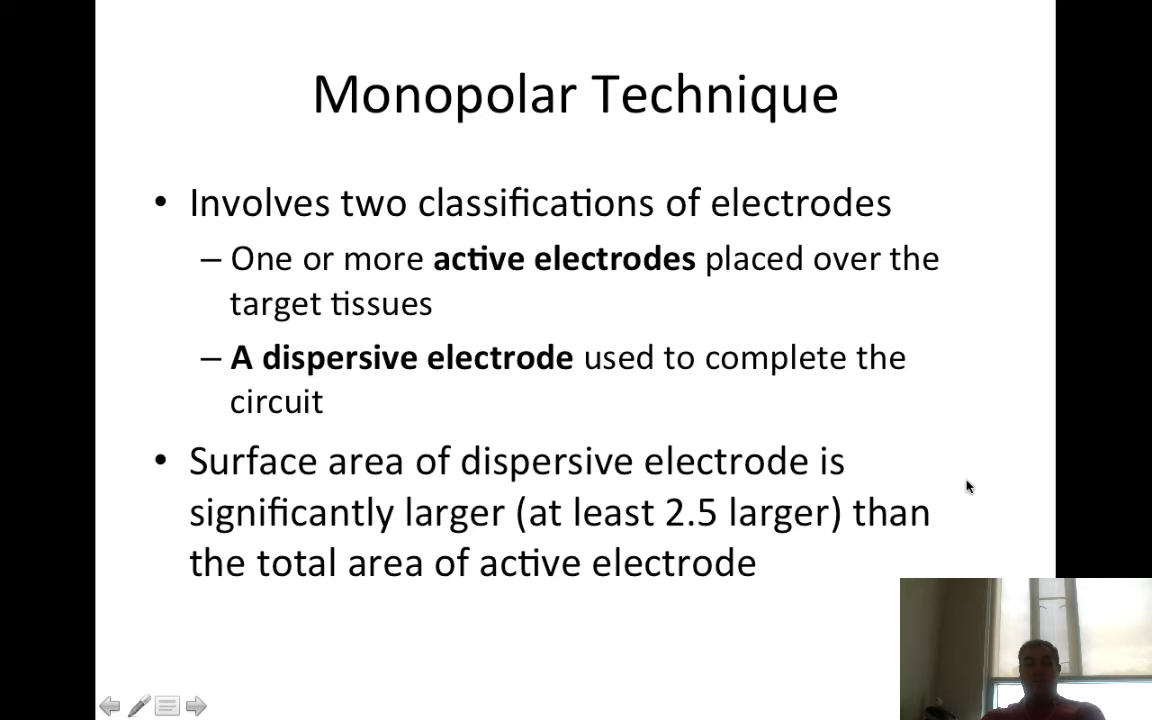 Monopolar Technique
• Involves two classifications of electrodes
– One or more active electrodes placed over the
target tissues
– A dispersive electrode used to complete the
circuit
• Surface area of dispersive electrode is
significantly larger (at least 2.5 larger) than
the total area of active electrode